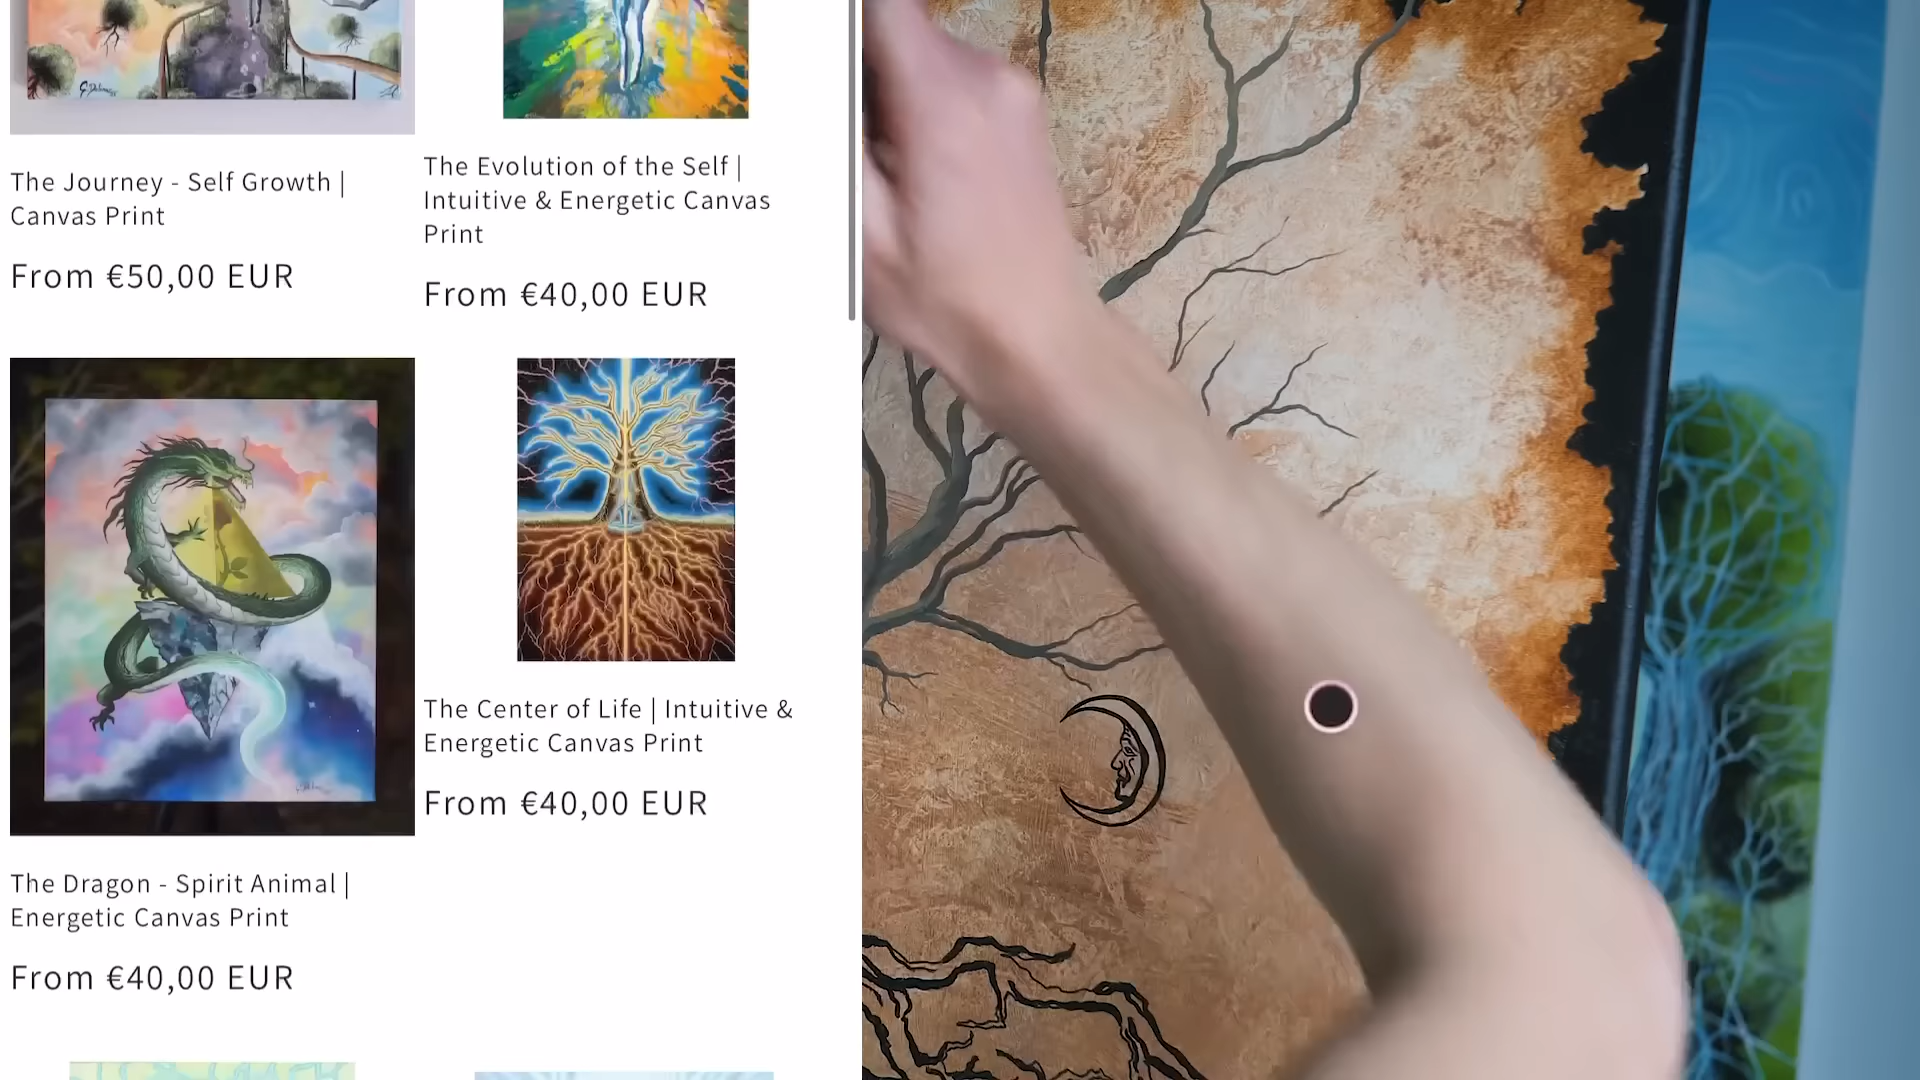 The Journey - Self Growth |
Canvas Print
From €50,00 EUR
The Evolution of the Self |
Intuitive & Energetic Canvas
Print
From €40,00 EUR
The Dragon - Spirit Animal |
Energetic Canvas Print
From €40,00 EUR
The Center of Life | Intuitive &
Energetic Canvas Print
From €40,00 EUR